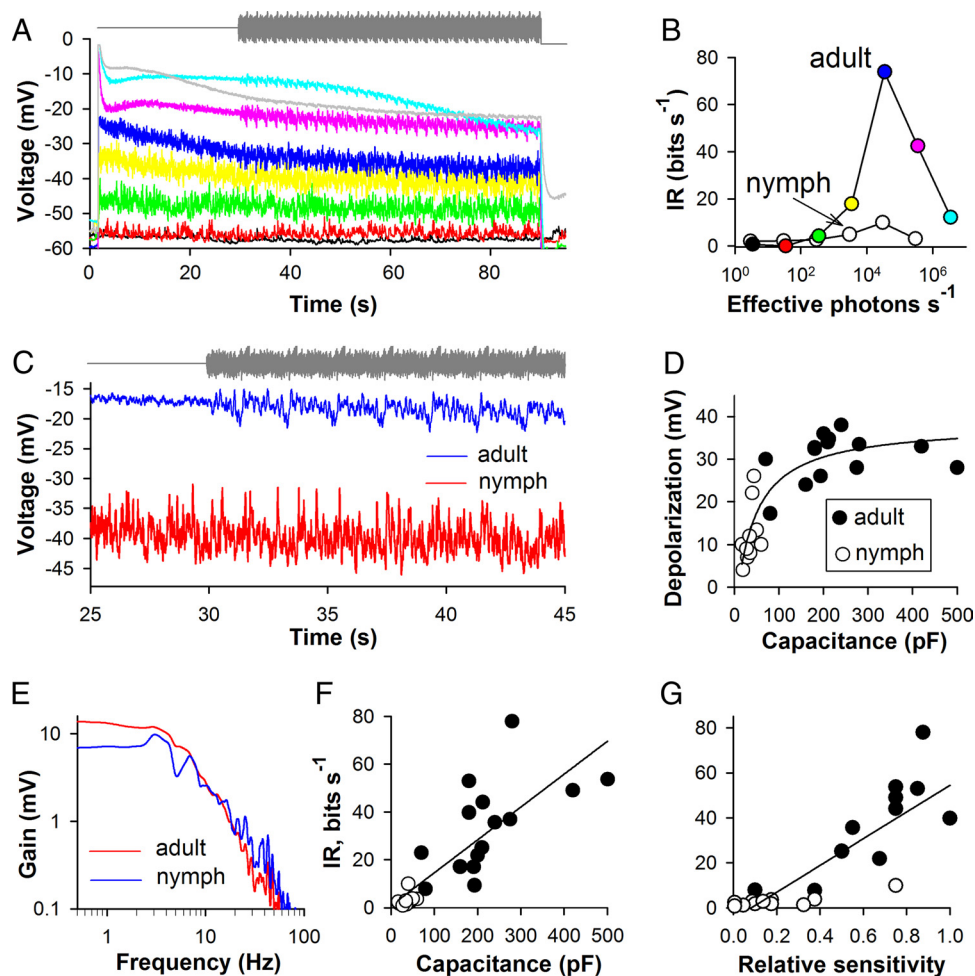 A
0
-10
-20
-30
-40
-50
-60
Voltage (mV)
0 20 40 60 80
Time (s)
B
80
60
40
20
0
IR (bits s-1)
adult
nymph
10^0 10^2 10^4 10^6
Effective photons s-1
C
-15
-20
-25
-35
-40
-45
Voltage (mV)
adult
nymph
25 30 35 40 45
Time (s)
D
40
30
20
10
0
Depolarization (mV)
adult
nymph
0 100 200 300 400 500
Capacitance (pF)
E
10
1
0.1
Gain (mV)
adult
nymph
1 10 100
Frequency (Hz)
F
80
60
40
20
0
IR, bits s-1
0 100 200 300 400 500
Capacitance (pF)
G
80
60
40
20
0
0.0 0.2 0.4 0.6 0.8 1.0
Relative sensitivity